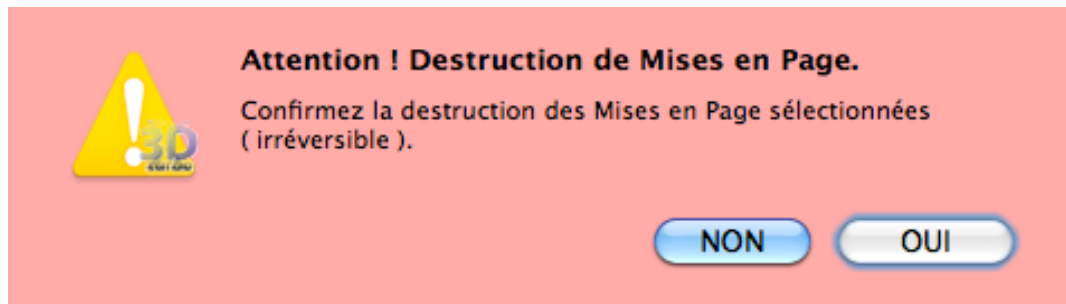 Attention ! Destruction de Mises en Page.
Confirmez la destruction des Mises en Page sélectionnées
( irréversible ).
3D
NON
OUI